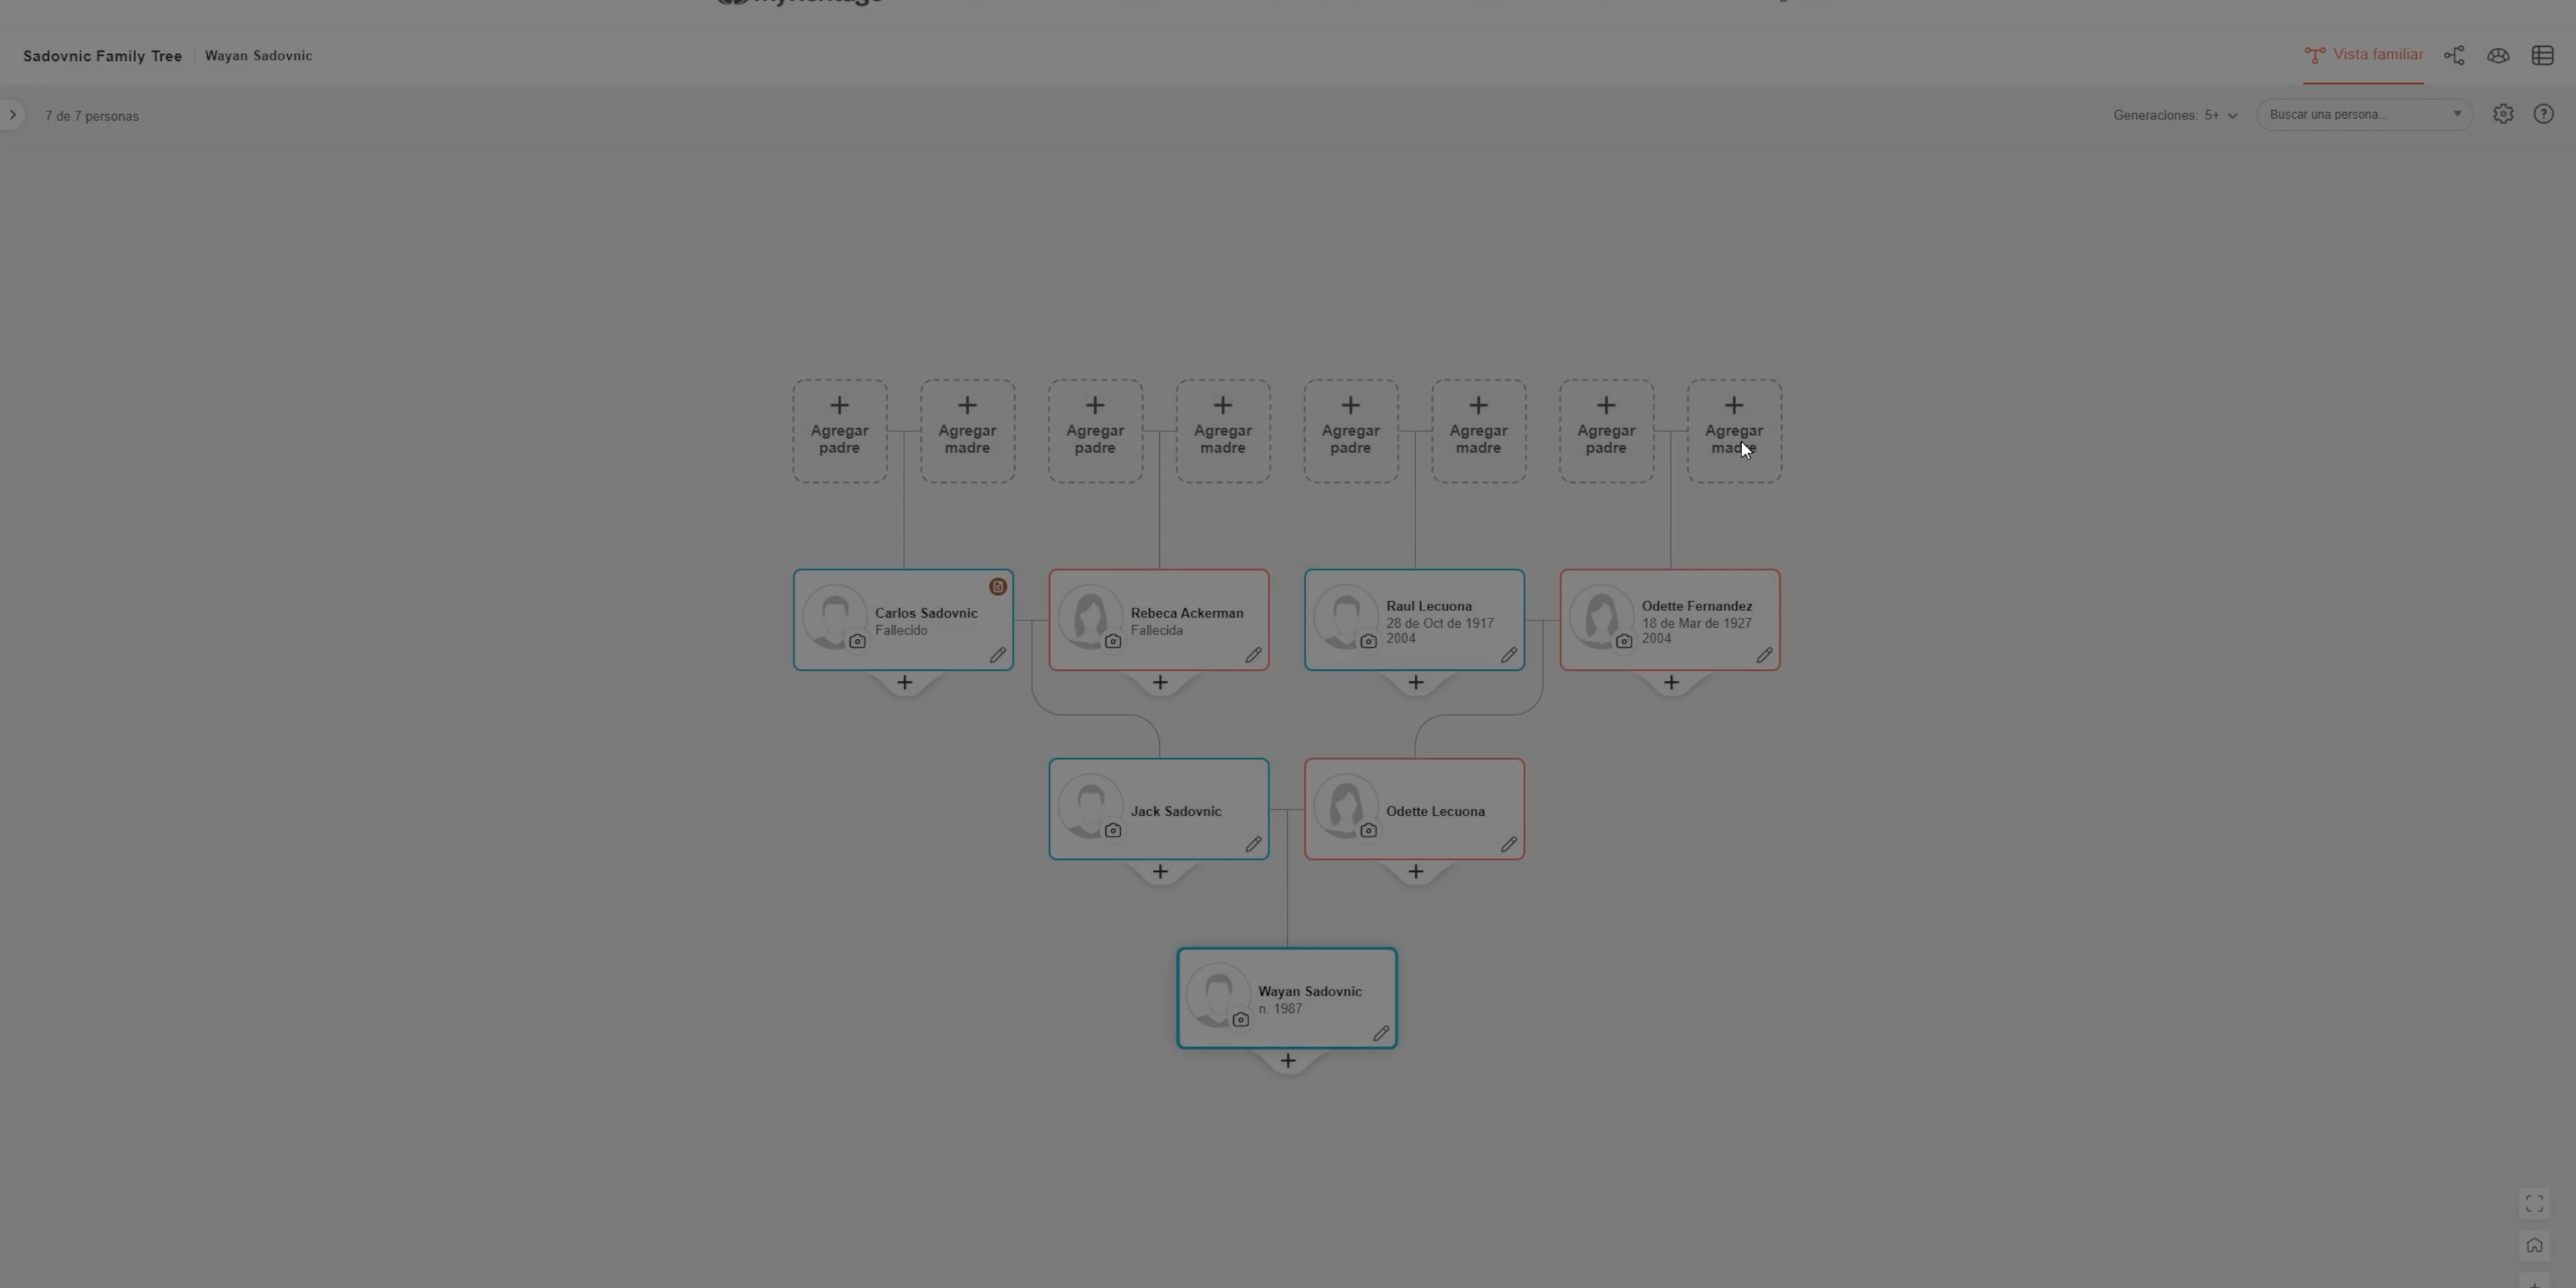 Sadovnic Family Tree | Wayan Sadovnic
Vista familiar
7 de 7 personas
Generaciones: 5+
Buscar una persona...
Agregar
padre
Agregar
madre
Agregar
padre
Agregar
madre
Agregar
padre
Agregar
madre
Agregar
padre
Agregar
madre
Carlos Sadovnic
Fallecido
Rebeca Ackerman
Fallecida
Raul Lecuona
28 de Oct de 1917
2004
Odette Fernandez
18 de Mar de 1927
2004
Jack Sadovnic
Odette Lecuona
Wayan Sadovnic
n. 1987